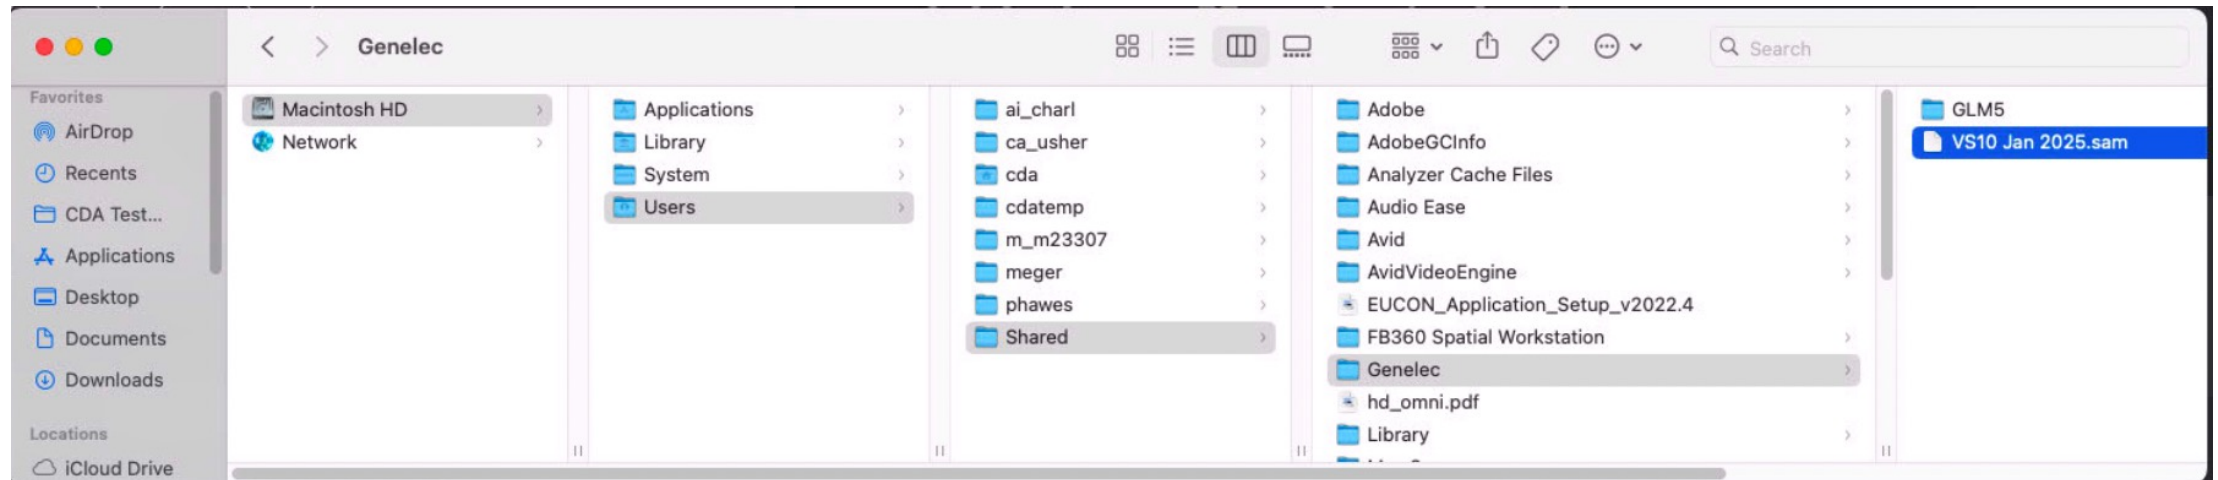 Genelec
Search
Favorites
AirDrop
Recents
CDA Test...
Applications
Desktop
Documents
Downloads
Locations
iCloud Drive
Macintosh HD
Network
Applications
Library
System
Users
ai_charl
ca_usher
cda
cdatemp
m_m23307
meger
phawes
Shared
Adobe
AdobeGCInfo
Analyzer Cache Files
Audio Ease
Avid
AvidVideoEngine
EUCON_Application_Setup_v2022.4
FB360 Spatial Workstation
Genelec
hd_omni.pdf
Library
GLM5
VS10 Jan 2025.sam